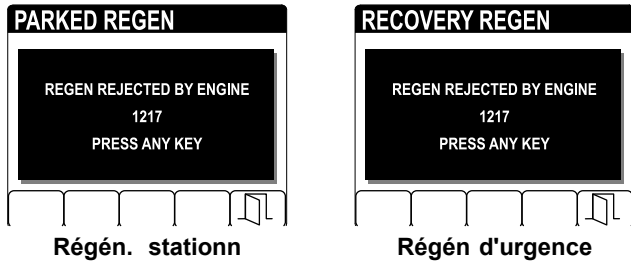 PARKED REGEN
REGEN REJECTED BY ENGINE
1217
PRESS ANY KEY
Régén. stationn
RECOVERY REGEN
REGEN REJECTED BY ENGINE
1217
PRESS ANY KEY
Régén d'urgence